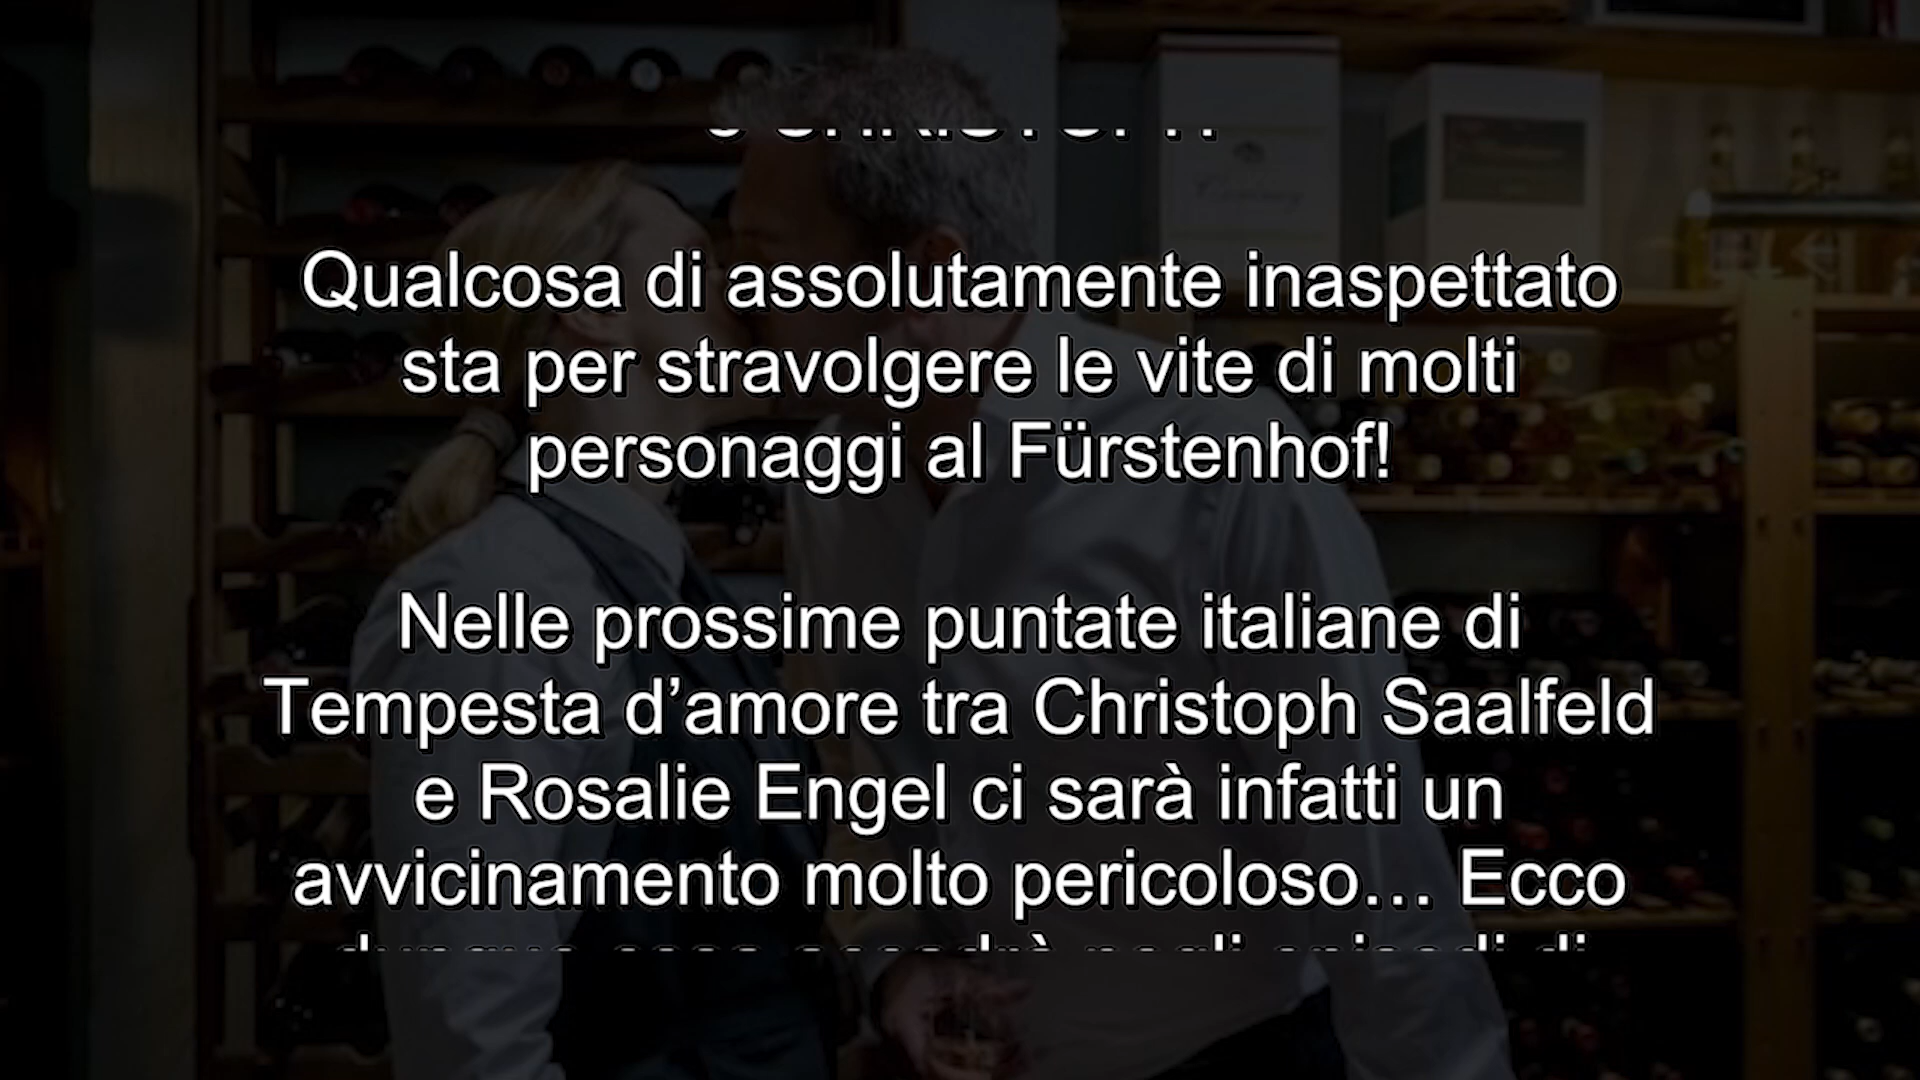 Qualcosa di assolutamente inaspettato
sta per stravolgere le vite di molti
personaggi al Fürstenhof!
Nelle prossime puntate italiane di
Tempesta d’amore tra Christoph Saalfeld
e Rosalie Engel ci sarà infatti un
avvicinamento molto pericoloso… Ecco